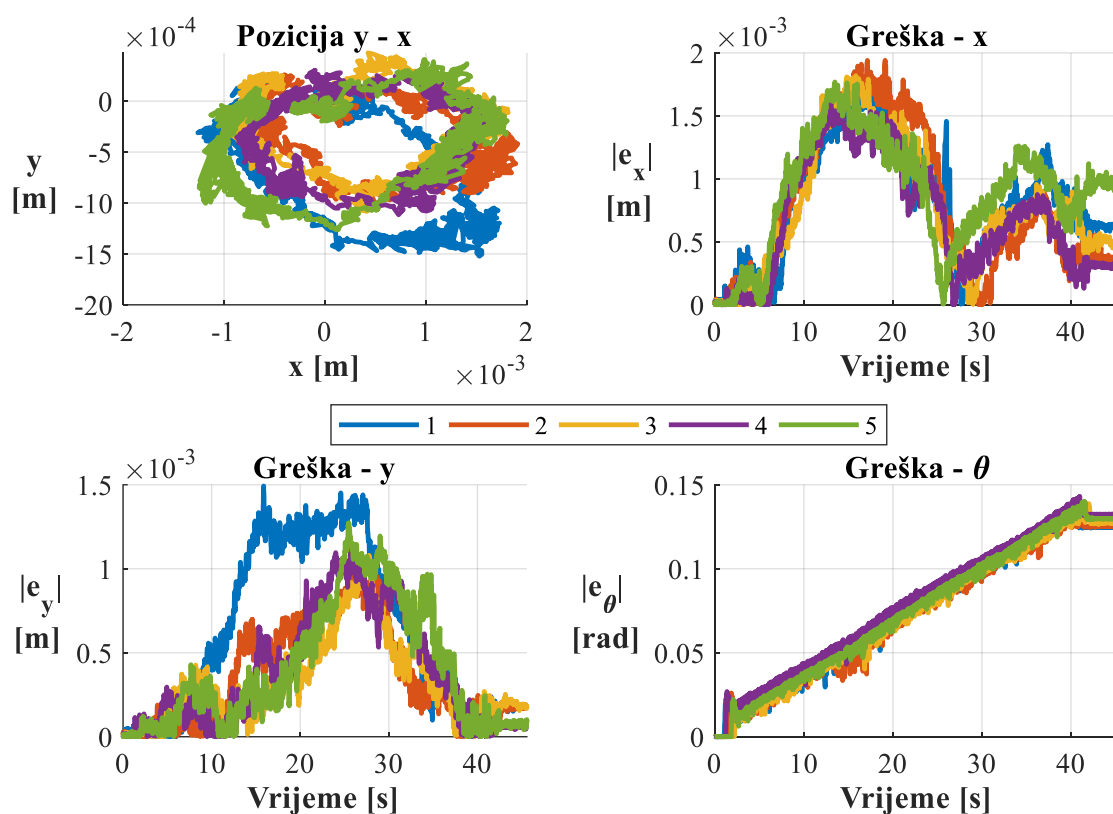 ×10⁻⁴
Pozicija y - x
0
-5
-10
-15
-20
y
[m]
-2
-1
0
1
2
x [m]
×10⁻³
×10⁻³
Greška - x
2
1.5
1
0.5
0
|eₓ|
[m]
0
10
20
30
40
Vrijeme [s]
1
2
3
4
5
×10⁻³
Greška - y
1.5
1
0.5
0
|e_y|
[m]
0
10
20
30
40
Vrijeme [s]
Greška - θ
0.15
0.1
0.05
0
|e_θ|
[rad]
0
10
20
30
40
Vrijeme [s]